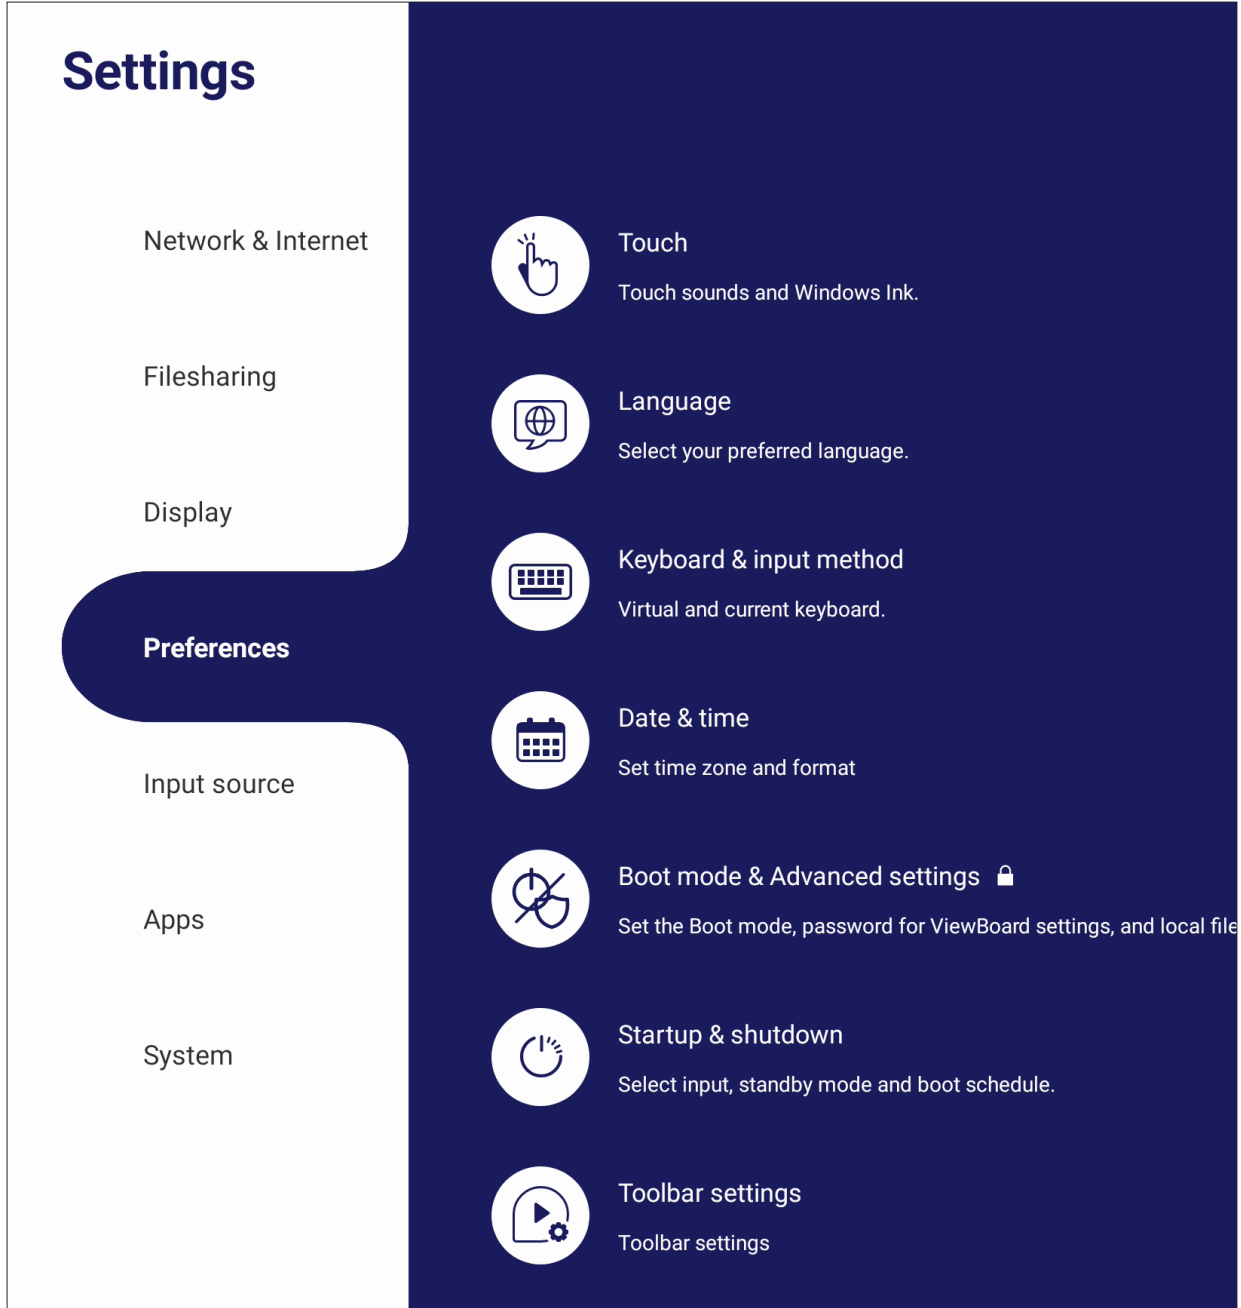 Settings
Network & Internet
Filesharing
Display
Preferences
Input source
Apps
System
Touch
Touch sounds and Windows Ink.
Language
Select your preferred language.
Keyboard & input method
Virtual and current keyboard.
Date & time
Set time zone and format
Boot mode & Advanced settings
Set the Boot mode, password for ViewBoard settings, and local file
Startup & shutdown
Select input, standby mode and boot schedule.
Toolbar settings
Toolbar settings